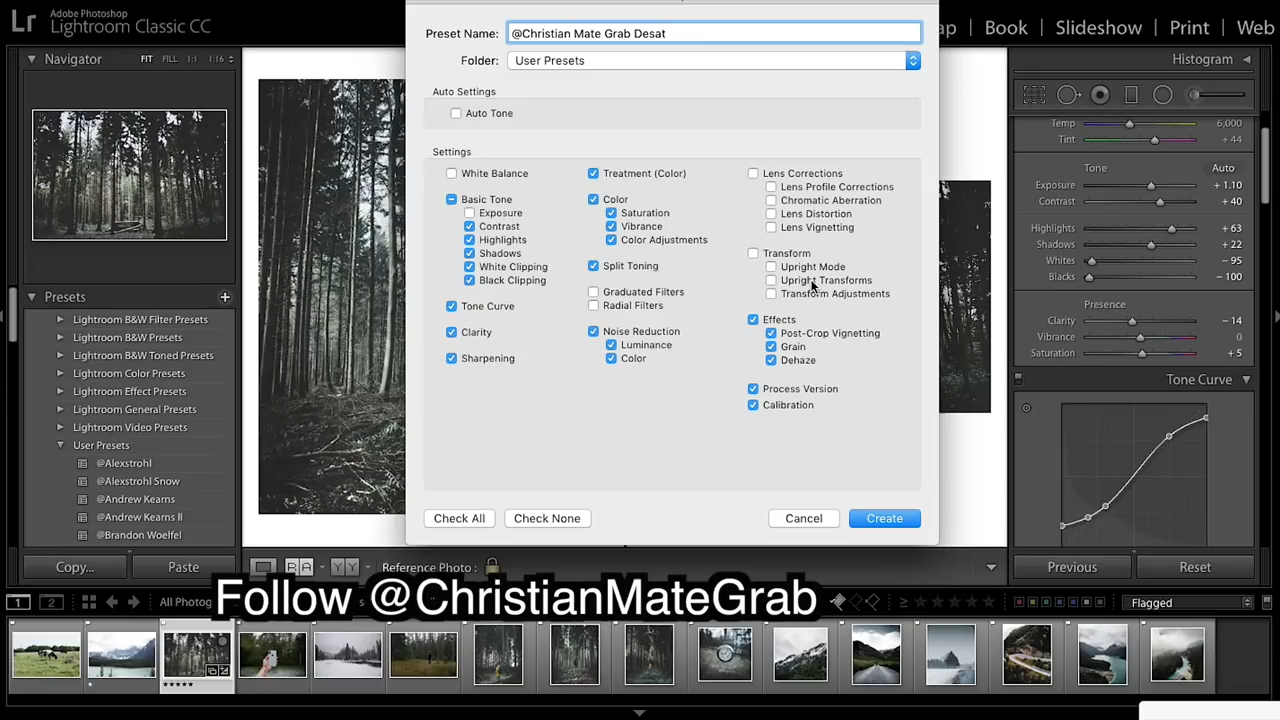 Lr
Adobe Photoshop
Lightroom Classic CC
Book
Slideshow
Print
Web
Navigator
FIT
FILL
1:1
1:16
Presets
Lightroom B&W Filter Presets
Lightroom B&W Presets
Lightroom B&W Toned Presets
Lightroom Color Presets
Lightroom Effect Presets
Lightroom General Presets
Lightroom Video Presets
User Presets
@Alexstrohl
@Alexstrohl Snow
@Andrew Kearns
@Andrew Kearns II
@Brandon Woelfel
Copy...
Paste
Preset Name: @Christian Mate Grab Desat
Folder: User Presets
Auto Settings
Auto Tone
Settings
White Balance
Basic Tone
Exposure
Contrast
Highlights
Shadows
White Clipping
Black Clipping
Tone Curve
Clarity
Sharpening
Treatment (Color)
Color
Saturation
Vibrance
Color Adjustments
Split Toning
Graduated Filters
Radial Filters
Noise Reduction
Luminance
Color
Lens Corrections
Lens Profile Corrections
Chromatic Aberration
Lens Distortion
Lens Vignetting
Transform
Upright Mode
Upright Transforms
Transform Adjustments
Effects
Post-Crop Vignetting
Grain
Dehaze
Process Version
Calibration
Check All
Check None
Cancel
Create
Histogram
Temp 6,000
Tint + 44
Tone Auto
Exposure + 1.10
Contrast + 40
Highlights + 63
Shadows + 22
Whites − 95
Blacks − 100
Presence
Clarity − 14
Vibrance 0
Saturation + 5
Tone Curve
Previous
Reset
R A
Y Y
Reference Photo :
Follow @ChristianMateGrab
1
2
All Photog
Flagged